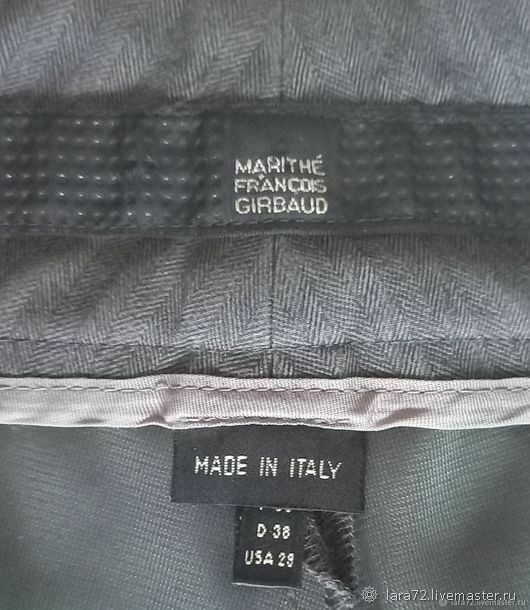 MARITHÉ
FRANÇOIS
GIRBAUD
MADE IN ITALY
D-38
USA 28
lara72.livemaster.ru